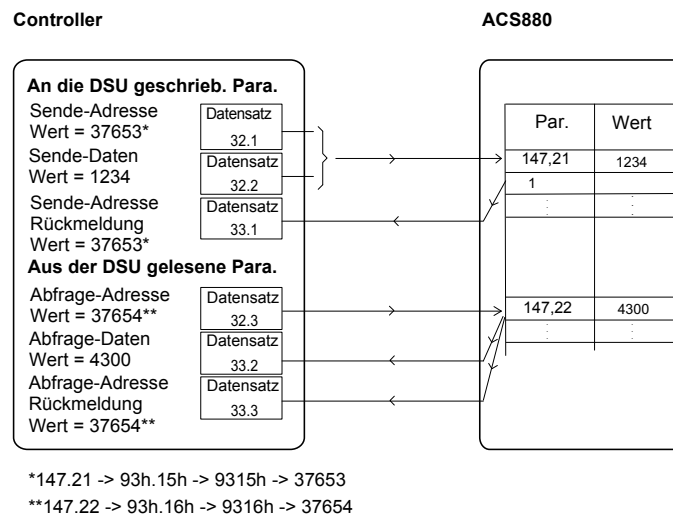 Controller
ACS880
An die DSU geschrieb. Para.
Sende-Adresse
Wert = 37653*
Datensatz
32.1
Sende-Daten
Wert = 1234
Datensatz
32.2
Sende-Adresse
Rückmeldung
Wert = 37653*
Datensatz
33.1
Aus der DSU gelesene Para.
Abfrage-Adresse
Wert = 37654**
Datensatz
32.3
Abfrage-Daten
Wert = 4300
Datensatz
33.2
Abfrage-Adresse
Rückmeldung
Wert = 37654**
Datensatz
33.3
Par. Wert
147,21 1234
1
147,22 4300
*147.21 -> 93h.15h -> 9315h -> 37653
**147.22 -> 93h.16h -> 9316h -> 37654